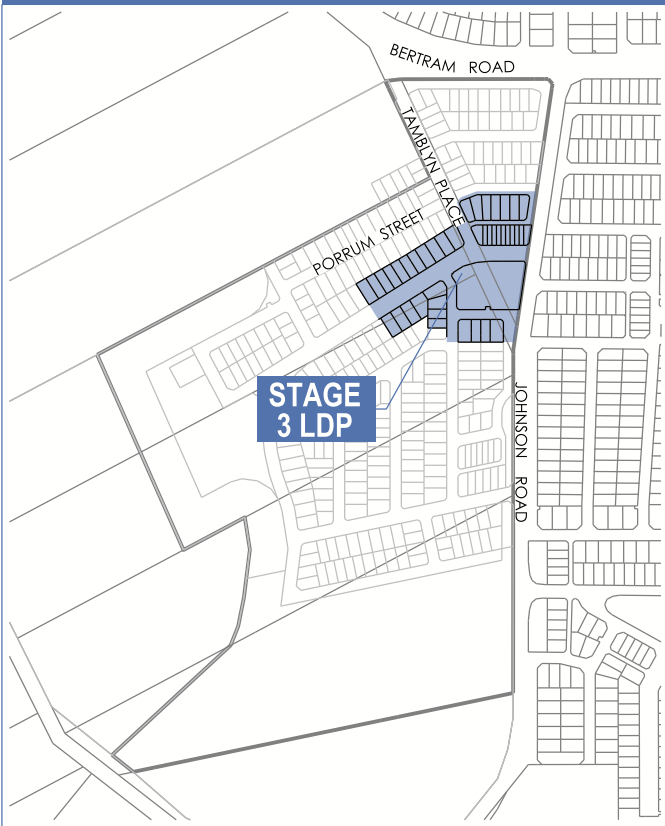 BERTRAM ROAD
TAMBLYN PLACE
PORRUM STREET
STAGE
3 LDP
JOHNSON ROAD